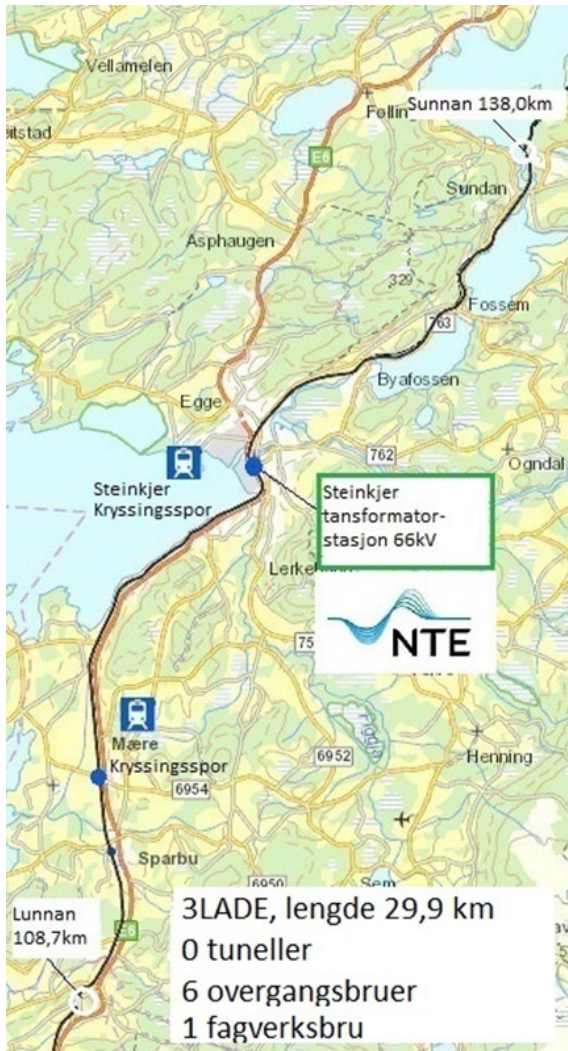 Vellamelen
Sunnan 138,0km
E6
Sundan
Asphaugen
329
Fossem
763
Byafossen
Egge
762
Ogndal
Steinkjer
Kryssingsspor
Steinkjer
tansformator-
stasjon 66kV
NTE
Figgja
Mære
Kryssingsspor
6952
Henning
6954
Sparbu
6950
Sem
Lunnan
108,7km
E6
3LADE, lengde 29,9 km
0 tuneller
6 overgangsbruer
1 fagverksbru